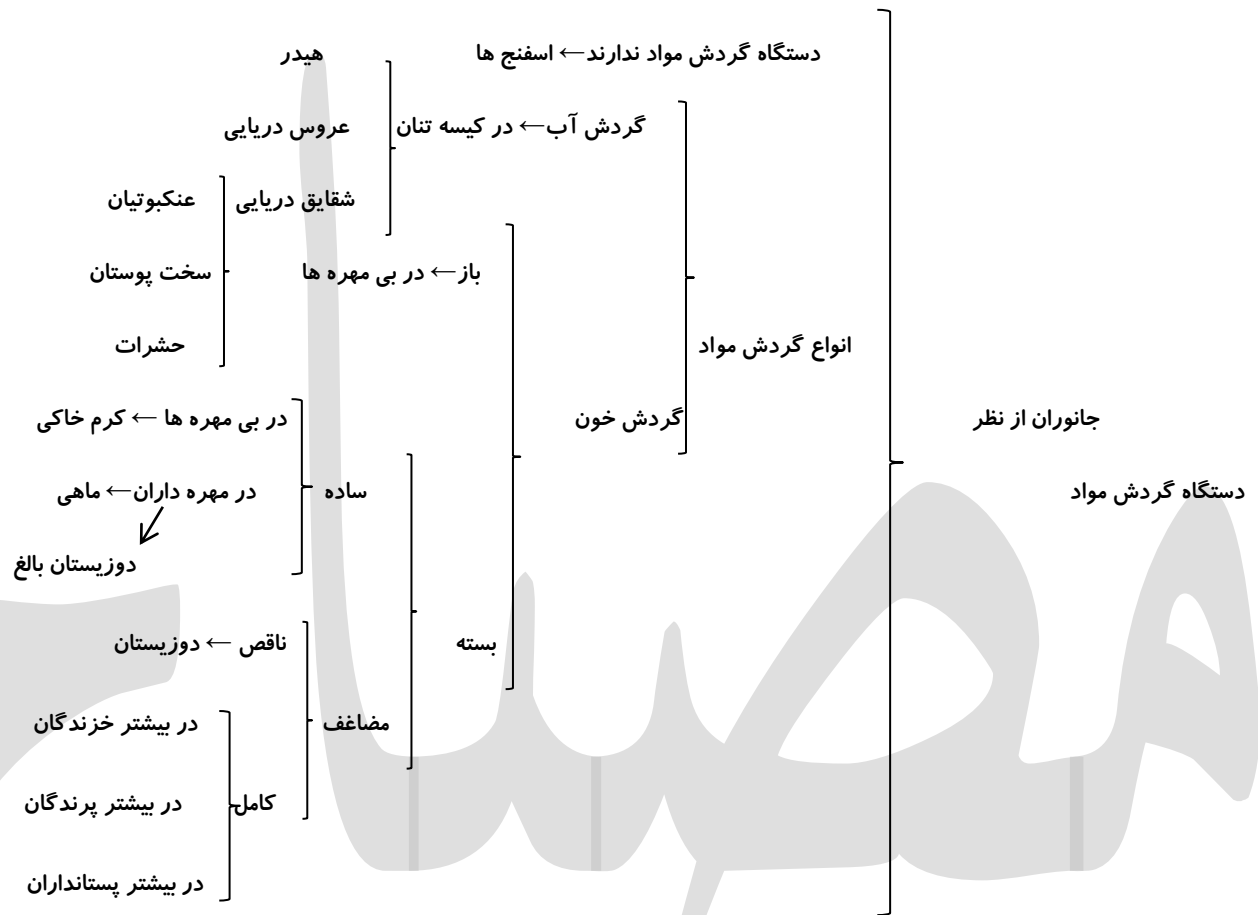 دستگاه گردش مواد ندارند← اسفنج ها
هیدر
گردش آب← در کیسه تنان
عروس دریایی
شقایق دریایی
عنکبوتیان
باز← در بی مهره ها
سخت پوستان
انواع گردش مواد
حشرات
جانوران از نظر
گردش خون
در بی مهره ها ← کرم خاکی
دستگاه گردش مواد
ساده
در مهره داران← ماهی
دوزیستان بالغ
بسته
ناقص ← دوزیستان
مضاغف
در بیشتر خزندگان
کامل
در بیشتر پرندگان
در بیشتر پستانداران
مصبا